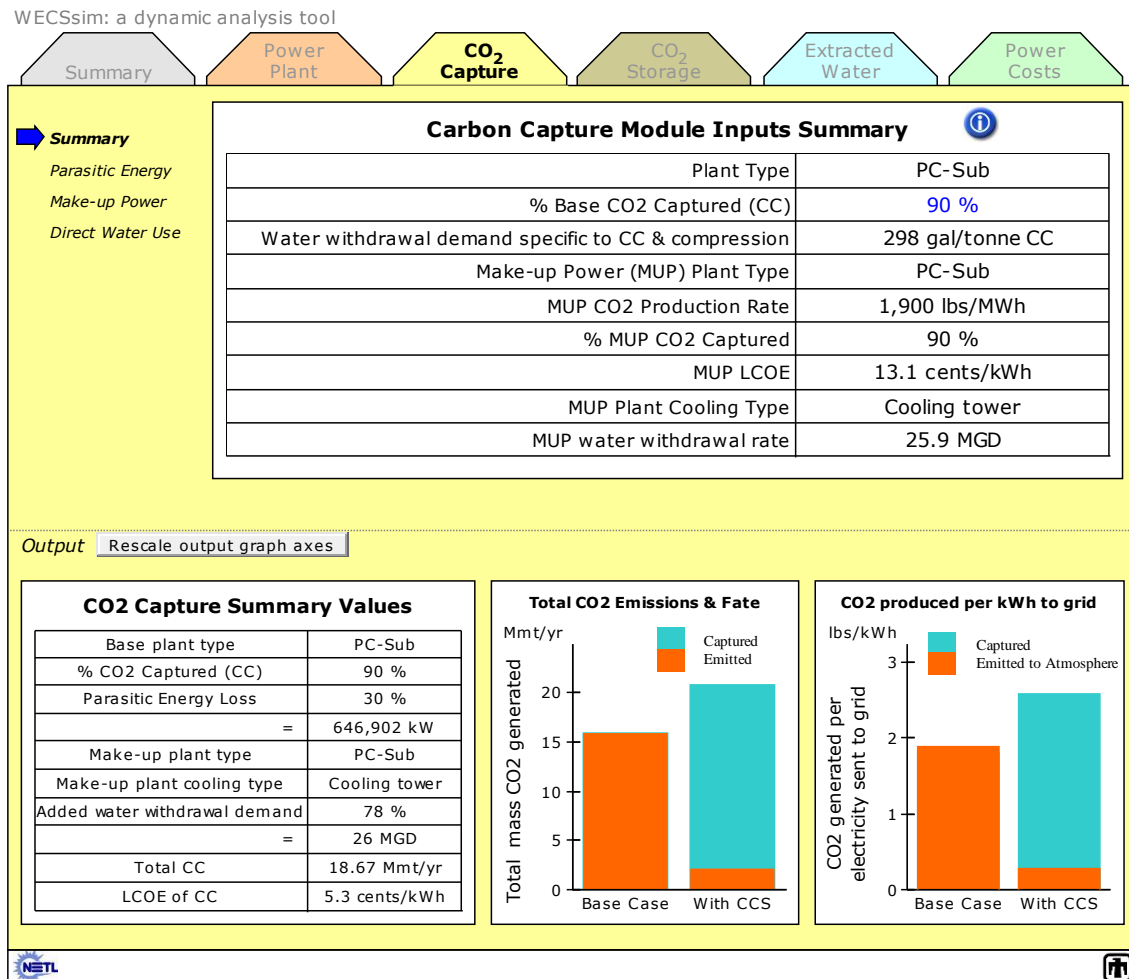 WECSsim: a dynamic analysis tool
Summary
Power
Plant
CO2
Capture
CO2
Storage
Extracted
Water
Power
Costs
Summary
Parasitic Energy
Make-up Power
Direct Water Use
Carbon Capture Module Inputs Summary
Plant Type PC-Sub
% Base CO2 Captured (CC) 90 %
Water withdrawal demand specific to CC & compression 298 gal/tonne CC
Make-up Power (MUP) Plant Type PC-Sub
MUP CO2 Production Rate 1,900 lbs/MWh
% MUP CO2 Captured 90 %
MUP LCOE 13.1 cents/kWh
MUP Plant Cooling Type Cooling tower
MUP water withdrawal rate 25.9 MGD
Output Rescale output graph axes
CO2 Capture Summary Values
Base plant type PC-Sub
% CO2 Captured (CC) 90 %
Parasitic Energy Loss 30 %
= 646,902 kW
Make-up plant type PC-Sub
Make-up plant cooling type Cooling tower
Added water withdrawal demand 78 %
= 26 MGD
Total CC 18.67 Mmt/yr
LCOE of CC 5.3 cents/kWh
Total CO2 Emissions & Fate
Mmt/yr
Captured
Emitted
Total mass CO2 generated
20
15
10
5
0
Base Case With CCS
CO2 produced per kWh to grid
lbs/kWh
Captured
Emitted to Atmosphere
CO2 generated per
electricity sent to grid
3
2
1
0
Base Case With CCS
NETL